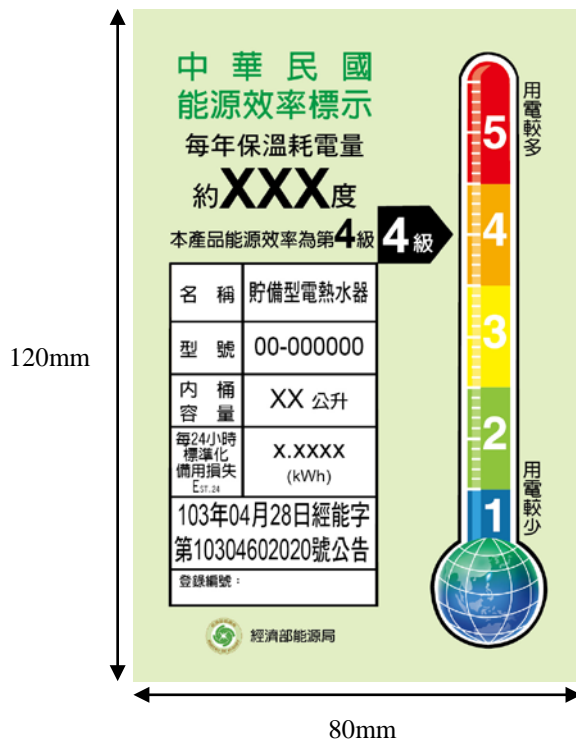 中華民國
能源效率標示
每年保溫耗電量
約XXX度
本產品能源效率為第4級
4級
名稱 貯備型電熱水器
型號 00-000000
內桶容量 XX 公升
每24小時
標準化
備用損失
EST.24
X.XXXX
(kWh)
103年04月28日經能字
第10304602020號公告
登錄編號：
經濟部能源局
用電較多
5
4
3
2
1
用電較少
120mm
80mm